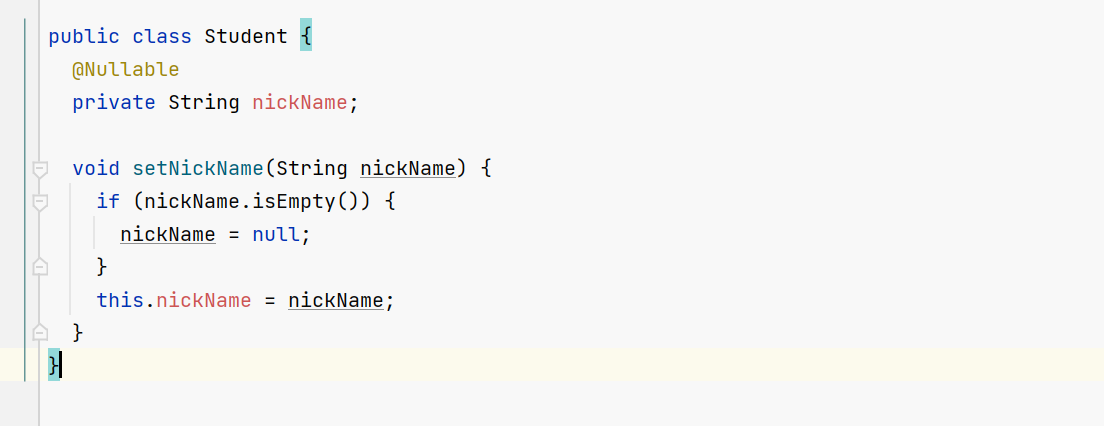 public class Student {
@Nullable
private String nickName;
void setNickName(String nickName) {
if (nickName.isEmpty()) {
nickName = null;
}
this.nickName = nickName;
}
}